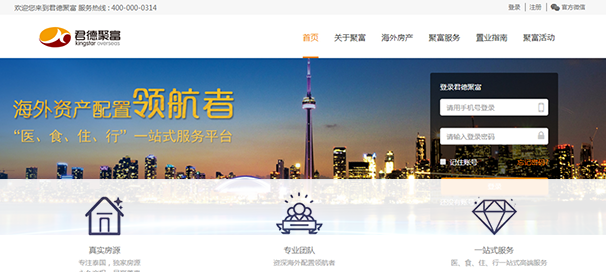 欢迎您来到君德聚富 服务热线 : 400-000-0314
登录 | 注册 | 官方微信
君德聚富
kingstar overseas
首页 关于聚富 海外房产 聚富服务 置业指南 聚富活动
海外资产配置领航者
“医、食、住、行”一站式服务平台
登录君德聚富
请用手机号登录
请输入登录密码
记住账号 忘记密码
真实房源
专注泰国，独家房源
专业团队
资深海外配置领航者
一站式服务
医、食、住、行一站式高端服务